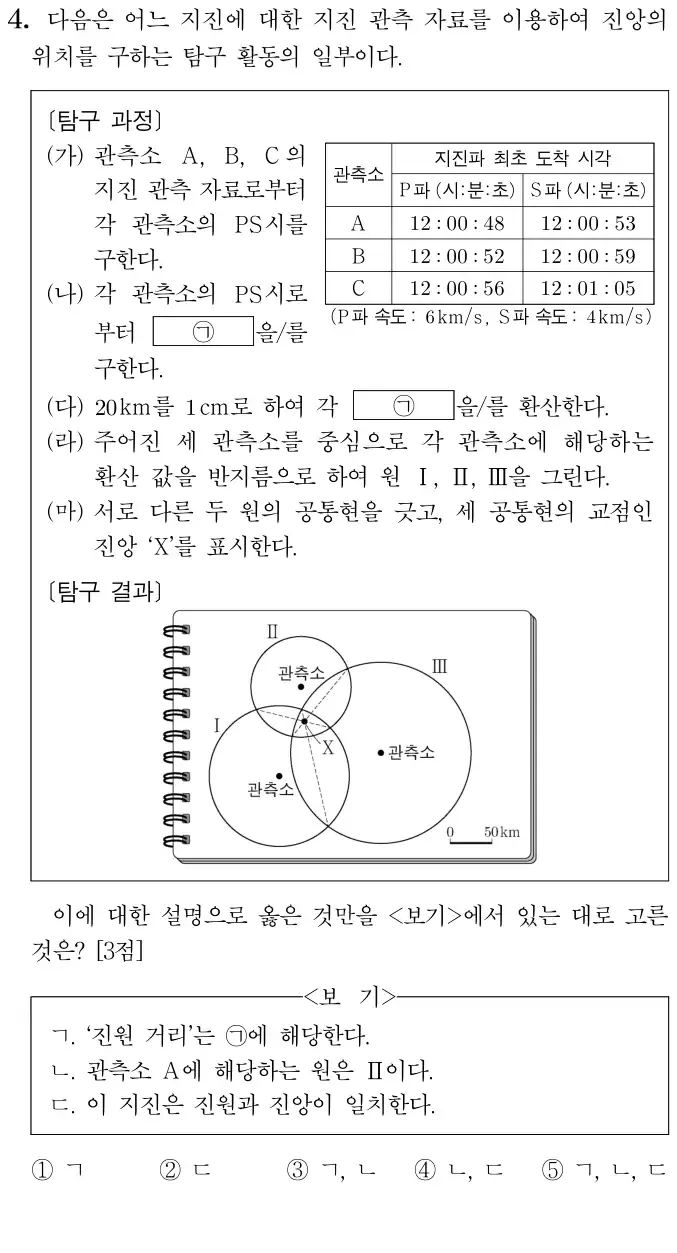 4. 다음은 어느 지진에 대한 지진 관측 자료를 이용하여 진앙의
위치를 구하는 탐구 활동의 일부이다.
[탐구 과정]
(가) 관측소 A, B, C의
지진 관측 자료로부터
각 관측소의 PS시를
구한다.
(나) 각 관측소의 PS시로
부터 ㉠ 을/를
구한다.
관측소 지진파 최초 도착 시각
P파(시:분:초) S파(시:분:초)
A 12:00:48 12:00:53
B 12:00:52 12:00:59
C 12:00:56 12:01:05
(P파 속도: 6km/s, S파 속도: 4km/s)
(다) 20km를 1cm로 하여 각 ㉠ 을/를 환산한다.
(라) 주어진 세 관측소를 중심으로 각 관측소에 해당하는
환산 값을 반지름으로 하여 원 Ⅰ, Ⅱ, Ⅲ을 그린다.
(마) 서로 다른 두 원의 공통현을 긋고, 세 공통현의 교점인
진앙 ‘X’를 표시한다.
[탐구 결과]
Ⅱ
관측소
Ⅲ
Ⅰ
X
관측소
관측소
0 50km
이에 대한 설명으로 옳은 것만을 <보기>에서 있는 대로 고른
것은? [3점]
<보 기>
ㄱ. ‘진원 거리’는 ㉠에 해당한다.
ㄴ. 관측소 A에 해당하는 원은 Ⅱ이다.
ㄷ. 이 지진은 진원과 진앙이 일치한다.
① ㄱ ② ㄷ ③ ㄱ, ㄴ ④ ㄴ, ㄷ ⑤ ㄱ, ㄴ, ㄷ